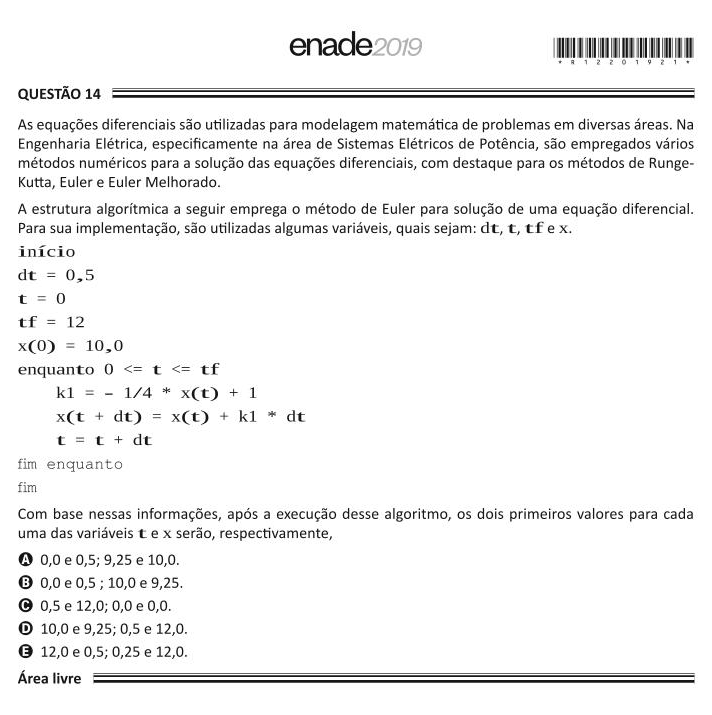 enade2019
*R1220192 1*
QUESTÃO 14
As equações diferenciais são utilizadas para modelagem matemática de problemas em diversas áreas. Na
Engenharia Elétrica, especificamente na área de Sistemas Elétricos de Potência, são empregados vários
métodos numéricos para a solução das equações diferenciais, com destaque para os métodos de Runge-
Kutta, Euler e Euler Melhorado.
A estrutura algorítmica a seguir emprega o método de Euler para solução de uma equação diferencial.
Para sua implementação, são utilizadas algumas variáveis, quais sejam: dt, t, tf e x.
início
dt = 0,5
t = 0
tf = 12
x(0) = 10,0
enquanto 0 <= t <= tf
k1 = – 1/4 * x(t) + 1
x(t + dt) = x(t) + k1 * dt
t = t + dt
fim enquanto
fim
Com base nessas informações, após a execução desse algoritmo, os dois primeiros valores para cada
uma das variáveis t e x serão, respectivamente,
A 0,0 e 0,5; 9,25 e 10,0.
B 0,0 e 0,5 ; 10,0 e 9,25.
C 0,5 e 12,0; 0,0 e 0,0.
D 10,0 e 9,25; 0,5 e 12,0.
E 12,0 e 0,5; 0,25 e 12,0.
Área livre